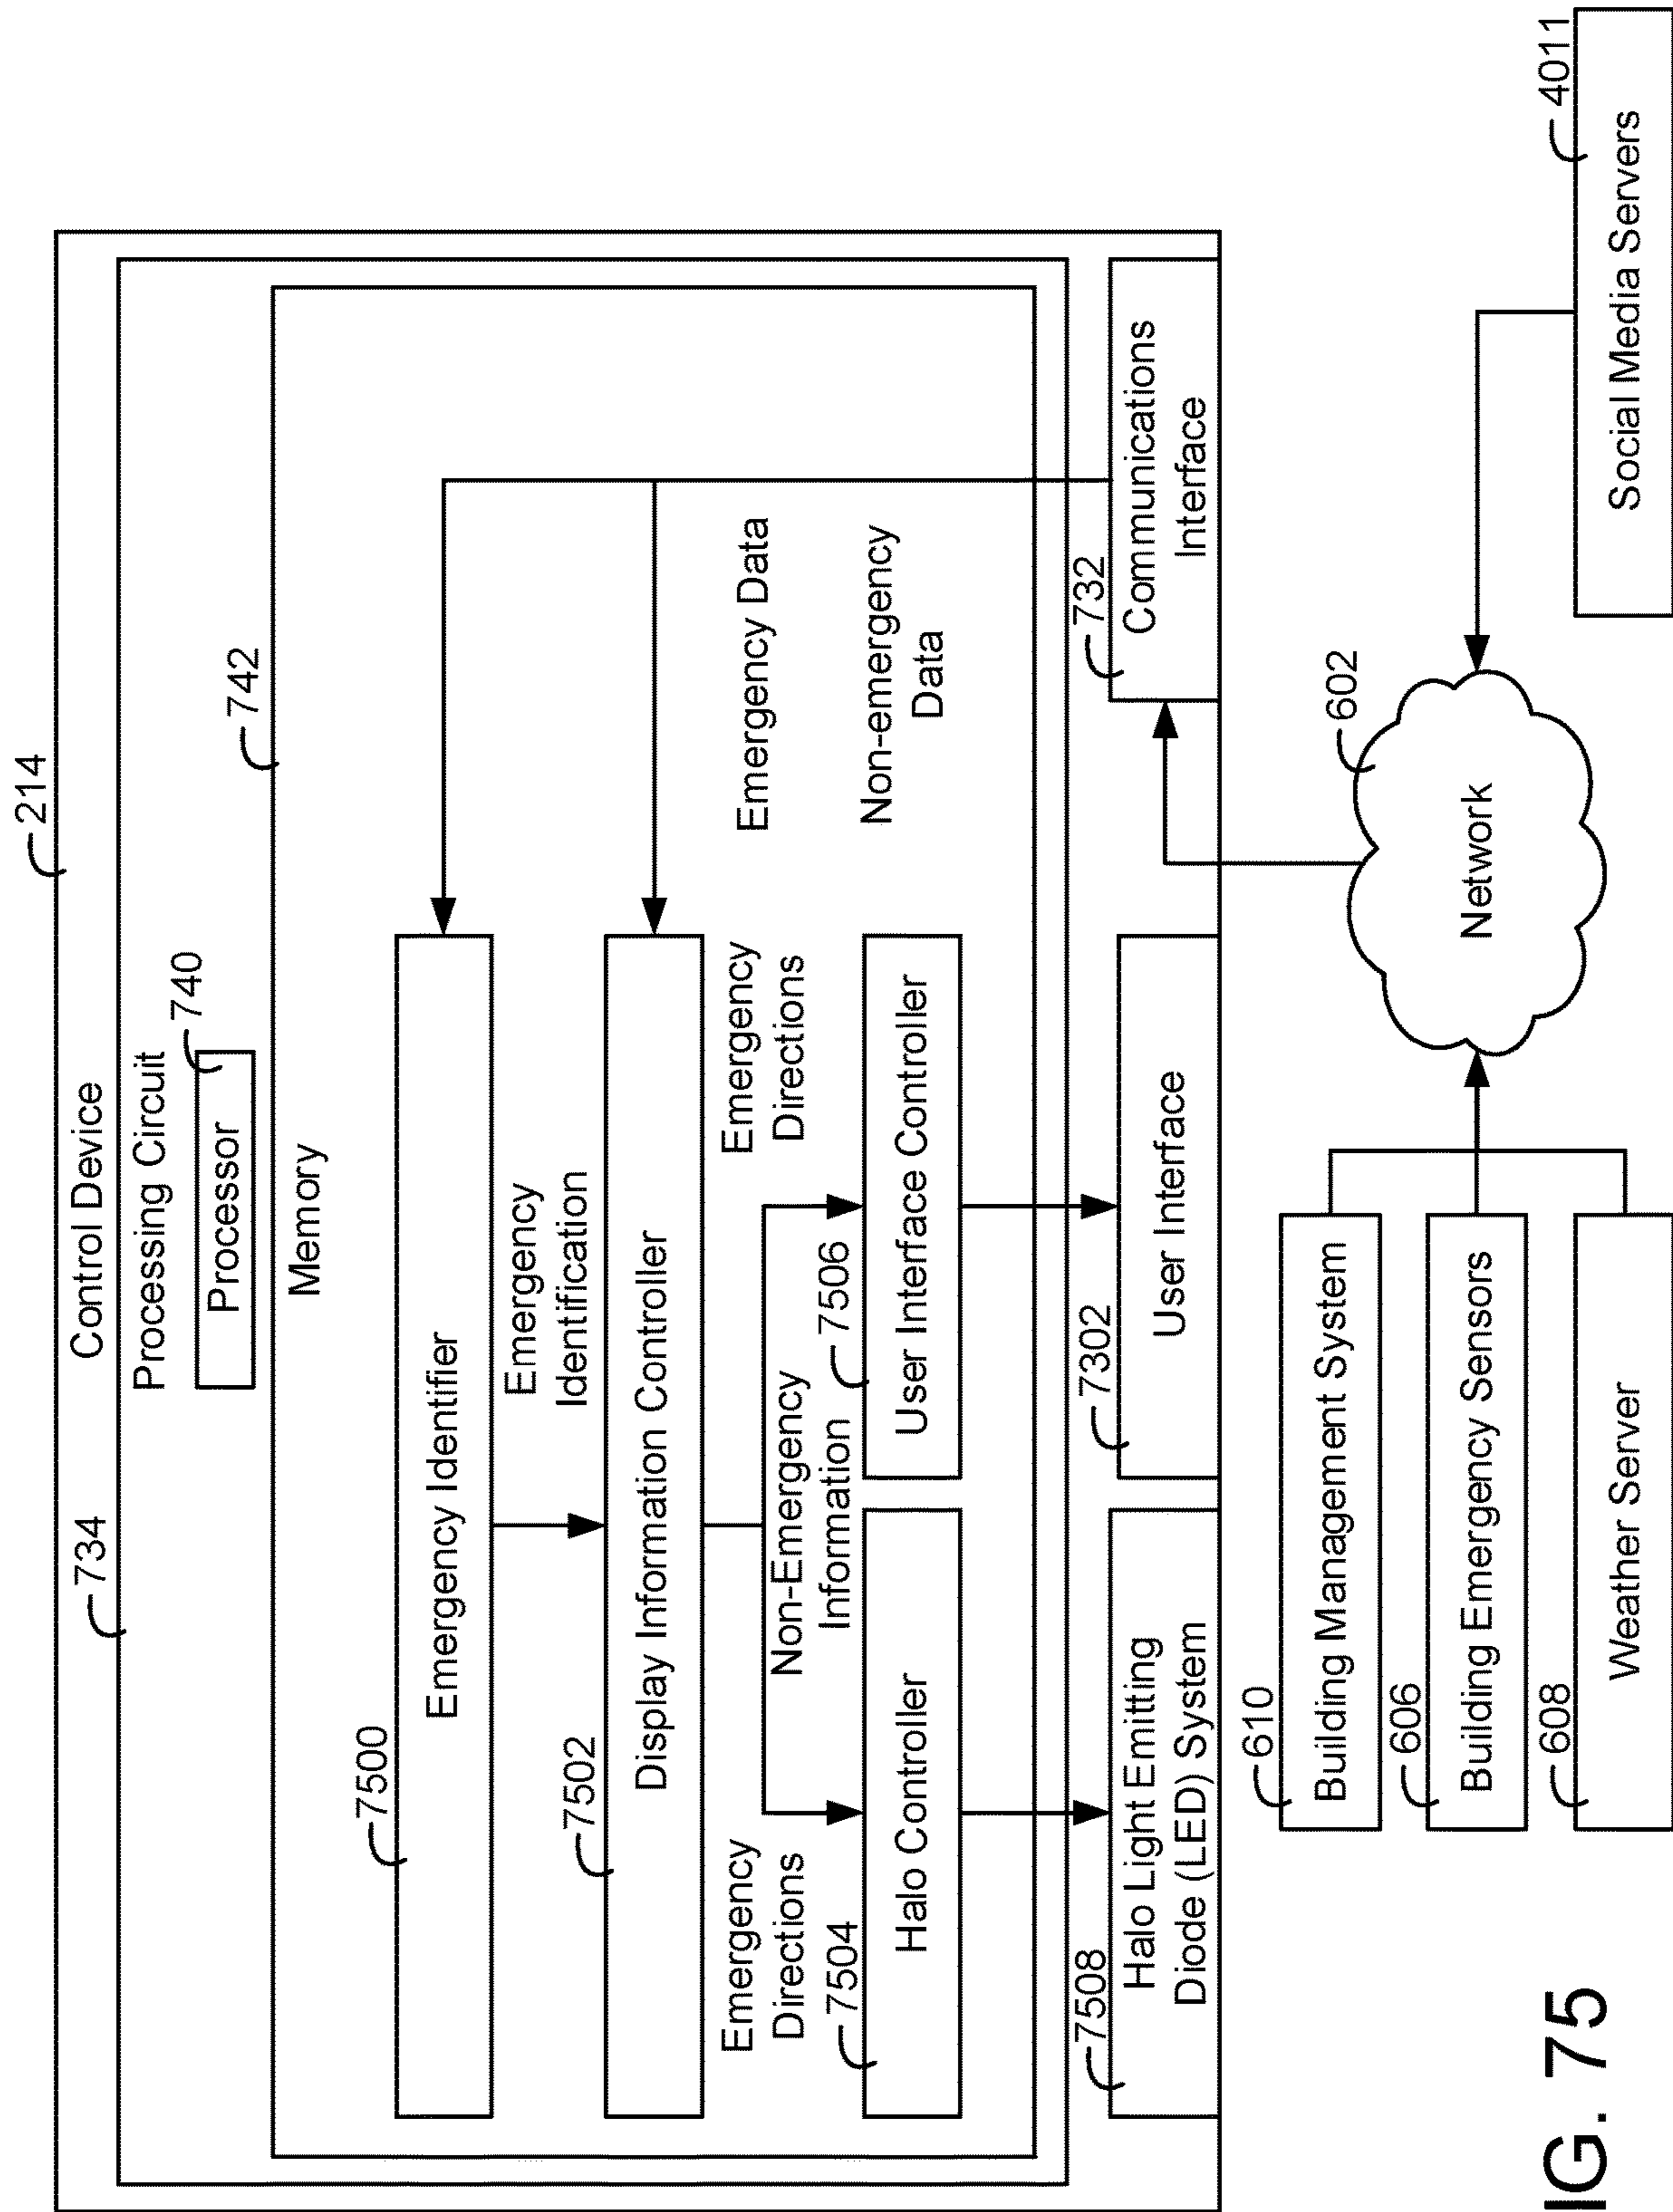 214
Control Device
734
Processing Circuit
740
Processor
742
Memory
7500
Emergency Identifier
Emergency
Identification
7502
Display Information Controller
Emergency Data
Non-emergency
Data
Emergency
Directions
Non-Emergency
Information
Emergency
Directions
7504
Halo Controller
7506
User Interface Controller
7508
Halo Light Emitting
Diode (LED) System
7302
User Interface
732
Communications
Interface
610
Building Management System
606
Building Emergency Sensors
608
Weather Server
602
Network
4011
Social Media Servers
IG. 75